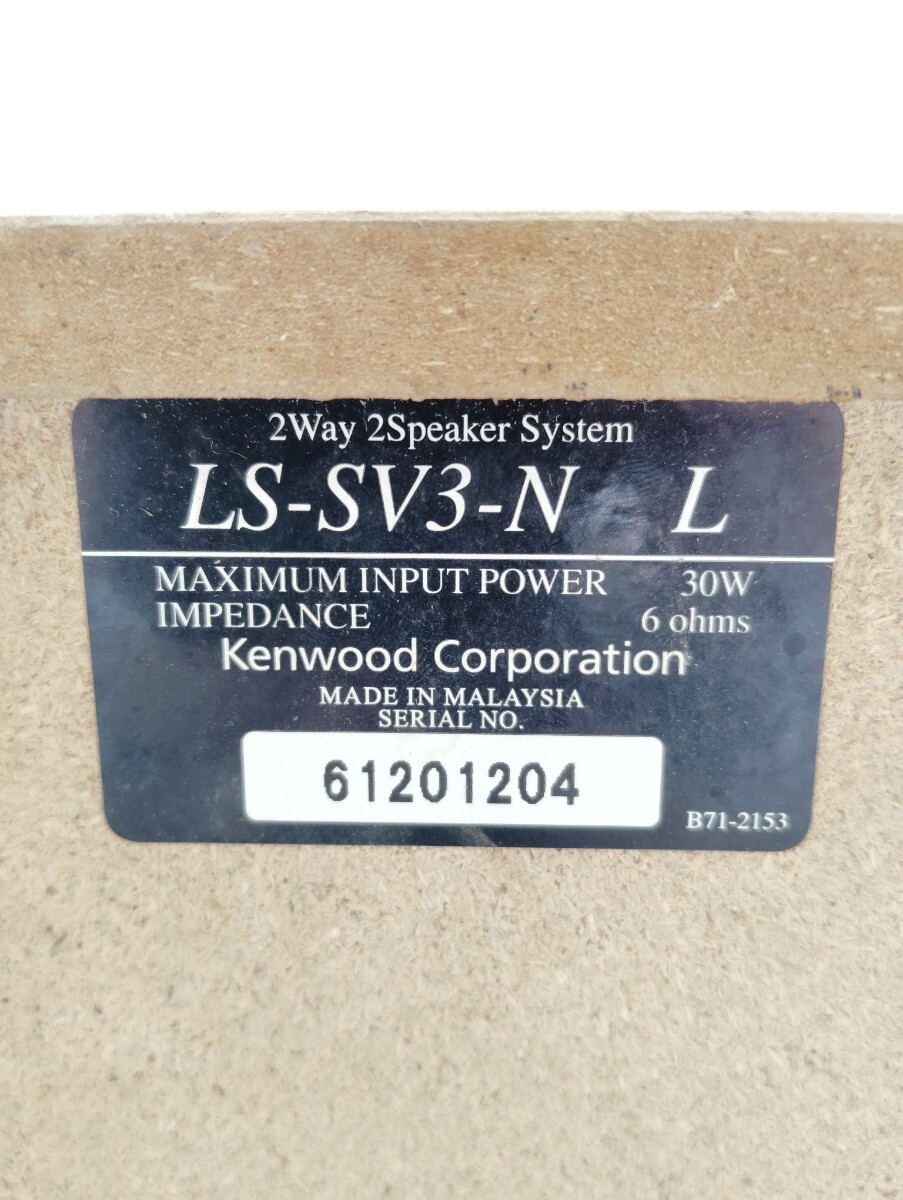 2Way 2Speaker System
LS-SV3-N L
MAXIMUM INPUT POWER 30W
IMPEDANCE 6 ohms
Kenwood Corporation
MADE IN MALAYSIA
SERIAL NO.
61201204
B71-2153